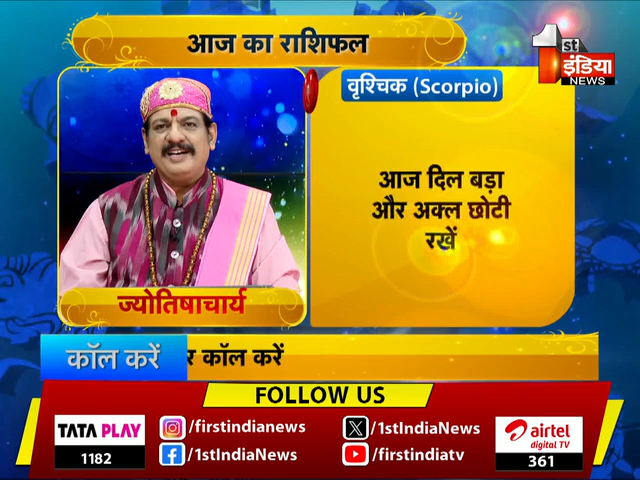 आज का राशिफल
1st
इंडिया
NEWS
वृश्चिक (Scorpio)
आज दिल बड़ा
और अक्ल छोटी
रखें
ज्योतिषाचार्य
कॉल करें
र कॉल करें
FOLLOW US
TATA PLAY
1182
/firstindianews
/1stIndiaNews
/1stIndiaNews
/firstindiatv
airtel
digital TV
361